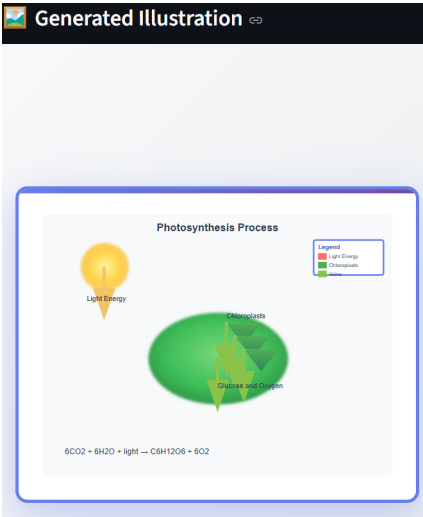 Generated Illustration
Photosynthesis Process
Legend
Light Energy
Chloroplasts
Veins
Light Energy
Chloroplasts
Glucose and Oxygen
6CO2 + 6H2O + light → C6H12O6 + 6O2